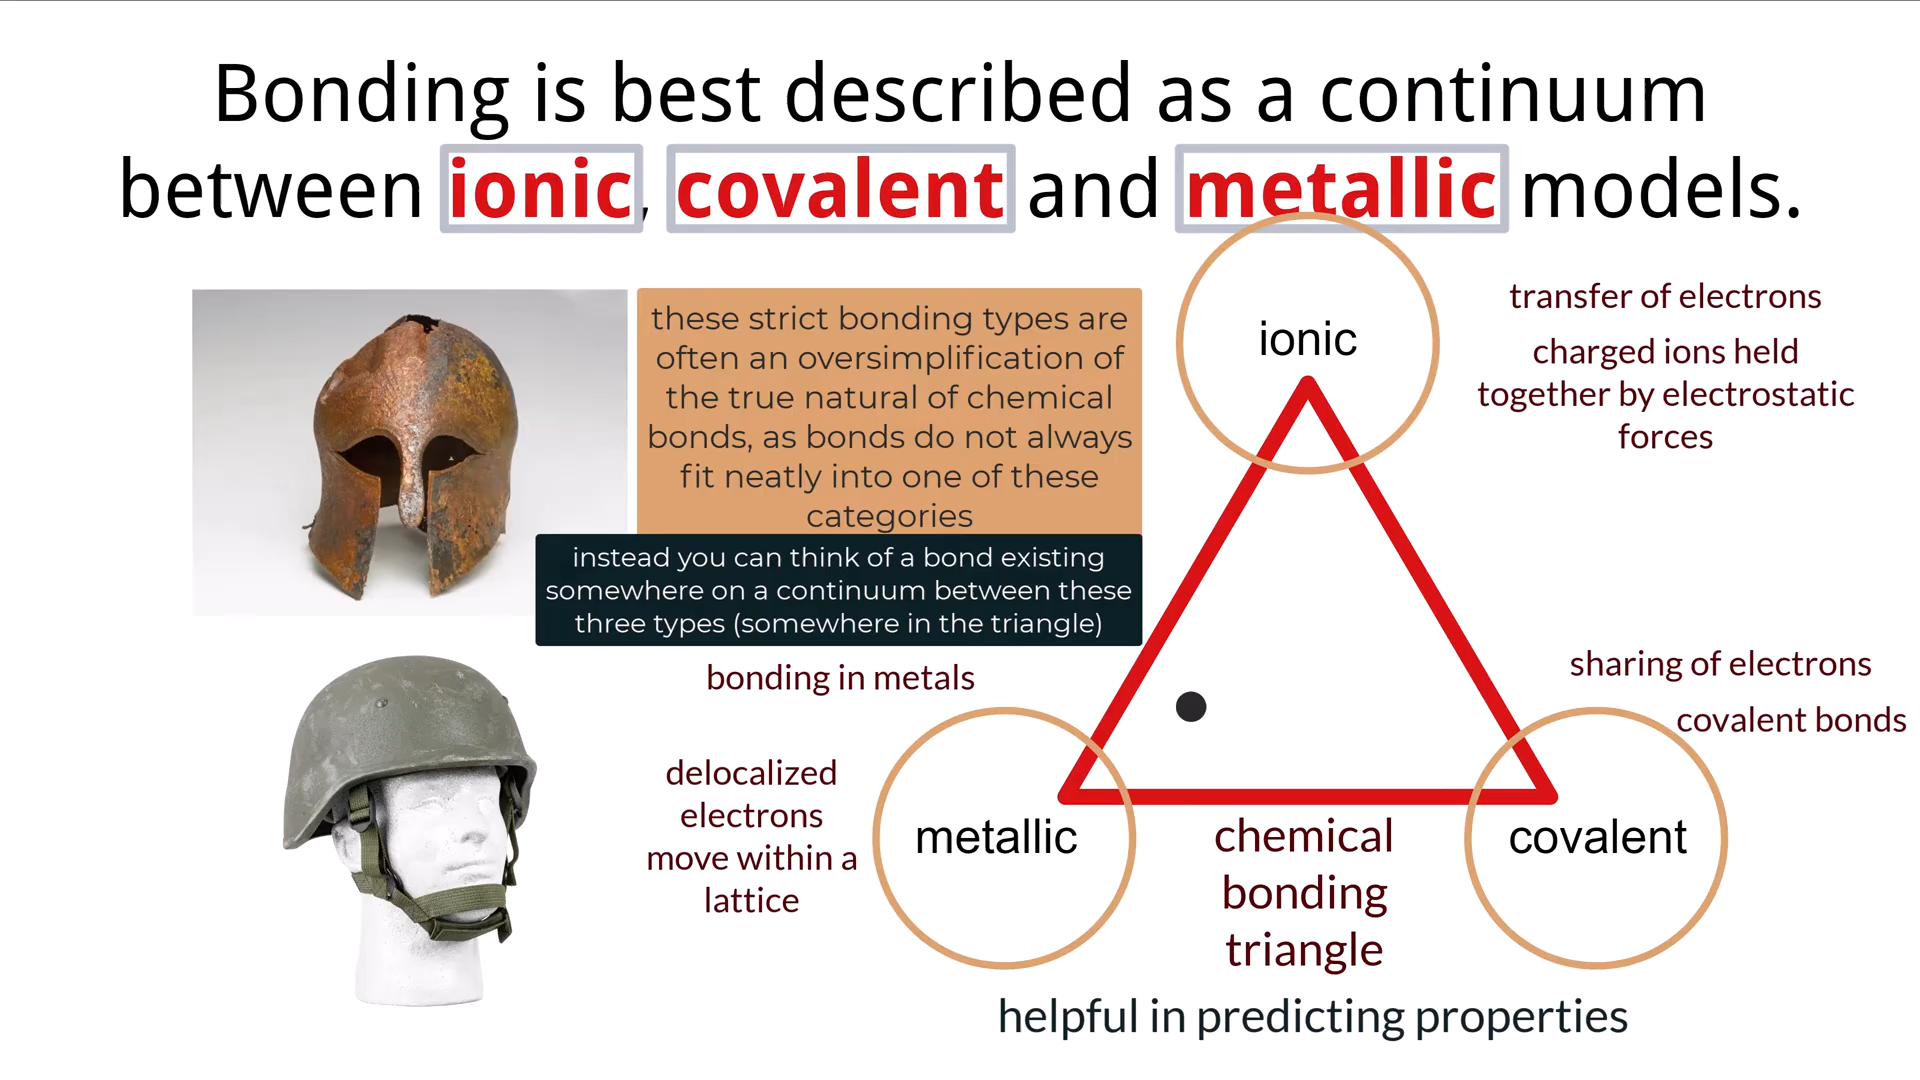 Bonding is best described as a continuum
between ionic, covalent and metallic models.
these strict bonding types are
often an oversimplification of
the true natural of chemical
bonds, as bonds do not always
fit neatly into one of these
categories
instead you can think of a bond existing
somewhere on a continuum between these
three types (somewhere in the triangle)
ionic
transfer of electrons
charged ions held
together by electrostatic
forces
bonding in metals
delocalized
electrons
move within a
lattice
metallic
sharing of electrons
covalent bonds
covalent
chemical
bonding
triangle
helpful in predicting properties